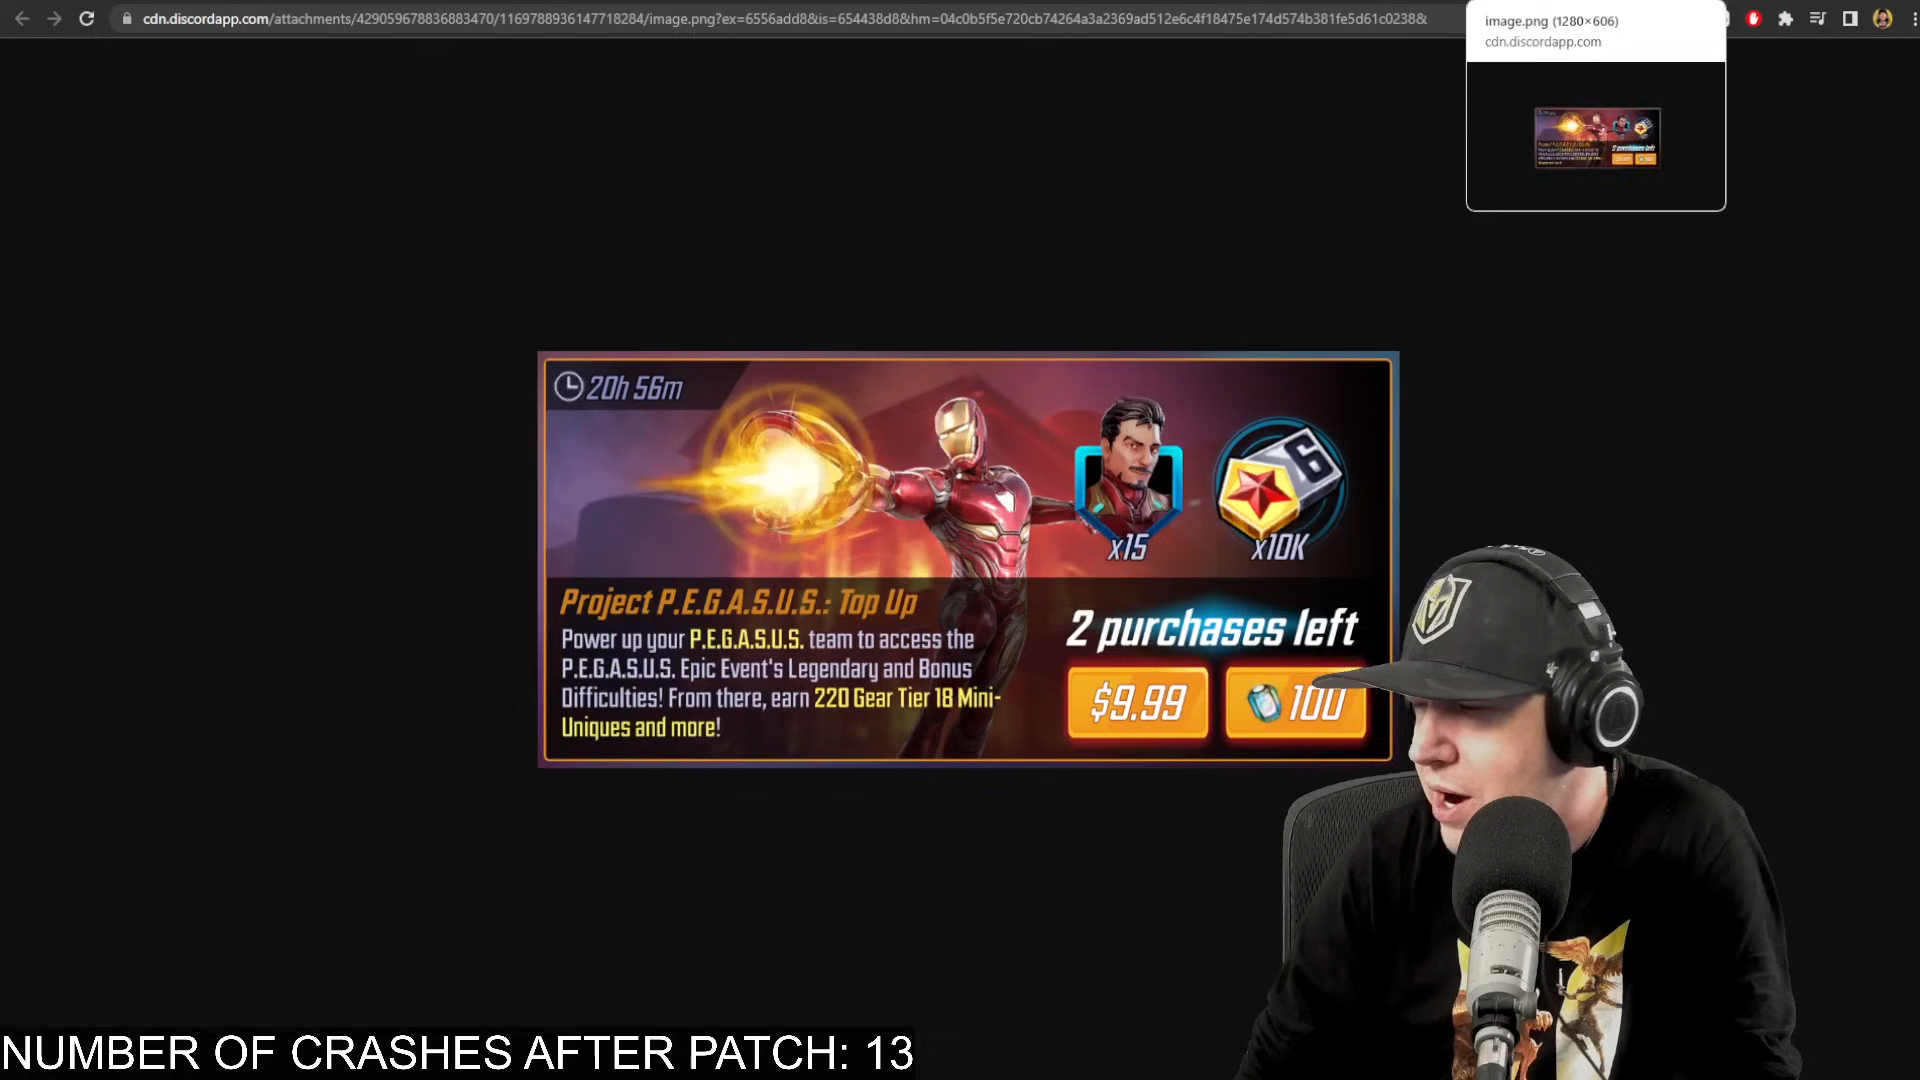 cdn.discordapp.com/attachments/429059678836883470/1169788936147718284/image.png?ex=6556add8&is=654438d8&hm=04c0b5f5e720cb74264a3a2369ad512e6c4f18475e174d574b381fe5d61c0238&
image.png (1280×606)
cdn.discordapp.com
20h 56m
6
x15
x10K
Project P.E.G.A.S.U.S.: Top Up
Power up your P.E.G.A.S.U.S. team to access the
P.E.G.A.S.U.S. Epic Event's Legendary and Bonus
Difficulties! From there, earn 220 Gear Tier 18 Mini-
Uniques and more!
2 purchases left
$9.99
100
NUMBER OF CRASHES AFTER PATCH: 13